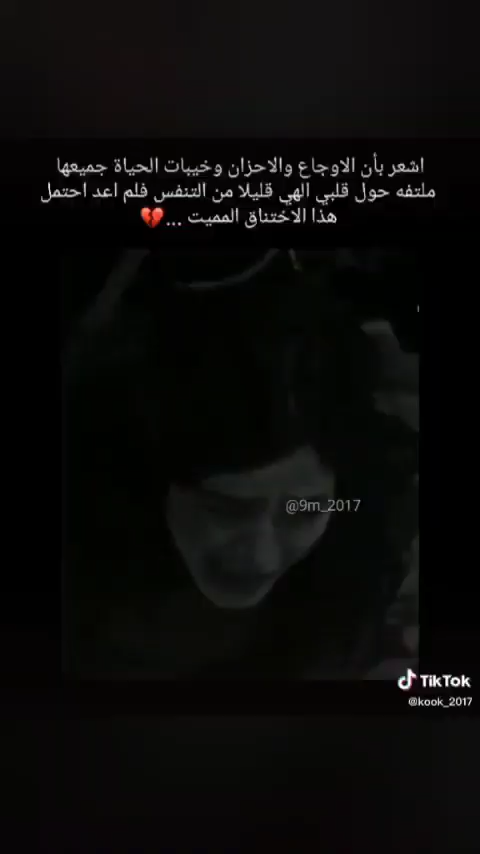 اشعر بأن الاوجاع والاحزان وخيبات الحياة جميعها
ملتفه حول قلبي الهي قليلا من التنفس فلم اعد احتمل
هذا الاختناق المميت ...💔
@9m_2017
TikTok
@kook_2017